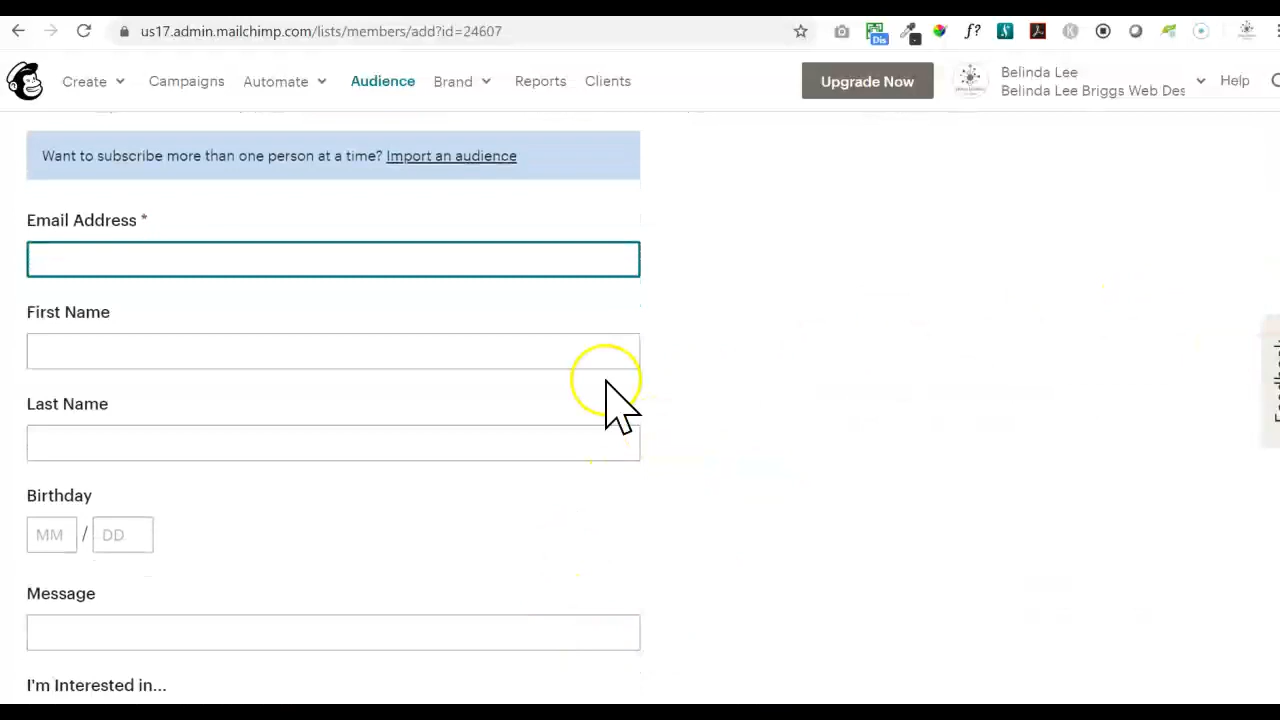 us17.admin.mailchimp.com/lists/members/add?id=24607
Dis
f?
Create
Campaigns
Automate
Audience
Brand
Reports
Clients
Upgrade Now
Belinda Lee
Belinda Lee Briggs Web Des
Help
Want to subscribe more than one person at a time? Import an audience
Email Address *
First Name
Last Name
Birthday
MM / DD
Message
I'm Interested in...